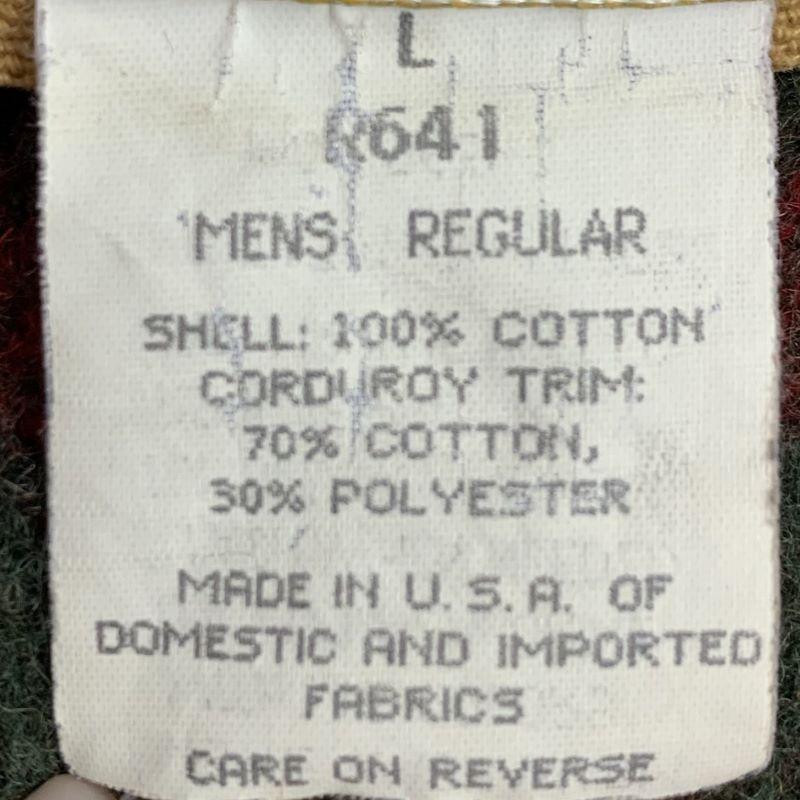 L
R641
MENS REGULAR
SHELL: 100% COTTON
CORDUROY TRIM:
70% COTTON,
30% POLYESTER
MADE IN U.S.A. OF
DOMESTIC AND IMPORTED
FABRICS
CARE ON REVERSE